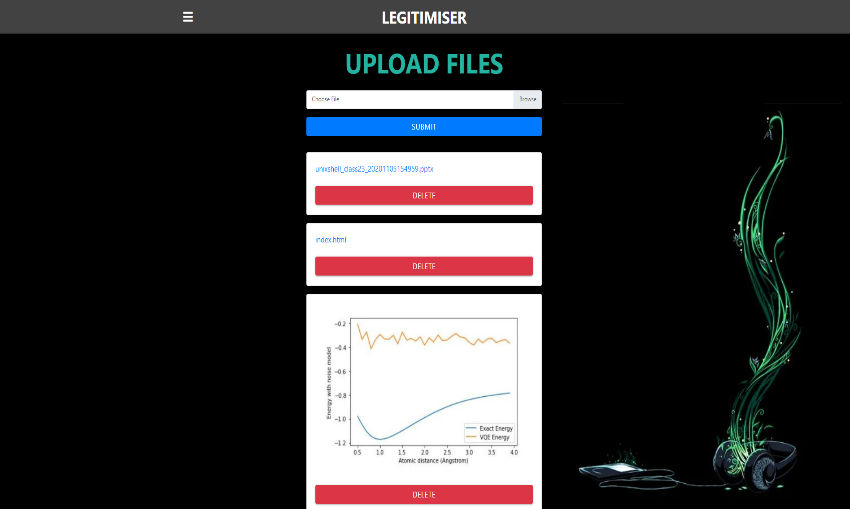 ☰ LEGITIMISER
UPLOAD FILES
Choose file Browse
SUBMIT
unixshell_class25_20201103154959.pptx
DELETE
index.html
DELETE
−0.2
−0.4
−0.6
−0.8
−1.0
−1.2
Energy with noise model
Exact Energy
VQE Energy
0.5 1.0 1.5 2.0 2.5 3.0 3.5 4.0
Atomic distance (Angstrom)
DELETE